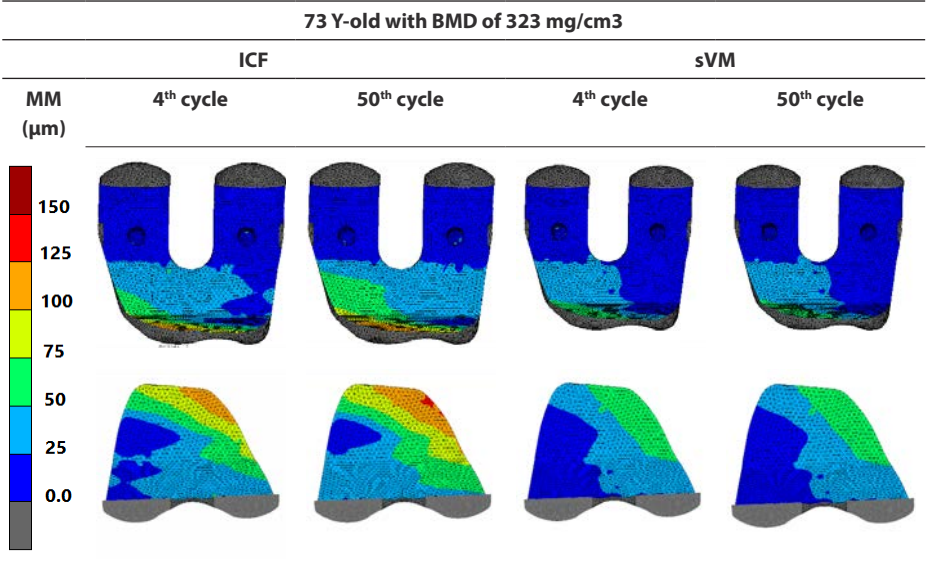 73 Y-old with BMD of 323 mg/cm3
ICF sVM
MM 4th cycle 50th cycle 4th cycle 50th cycle
(µm)
150
125
100
75
50
25
0.0